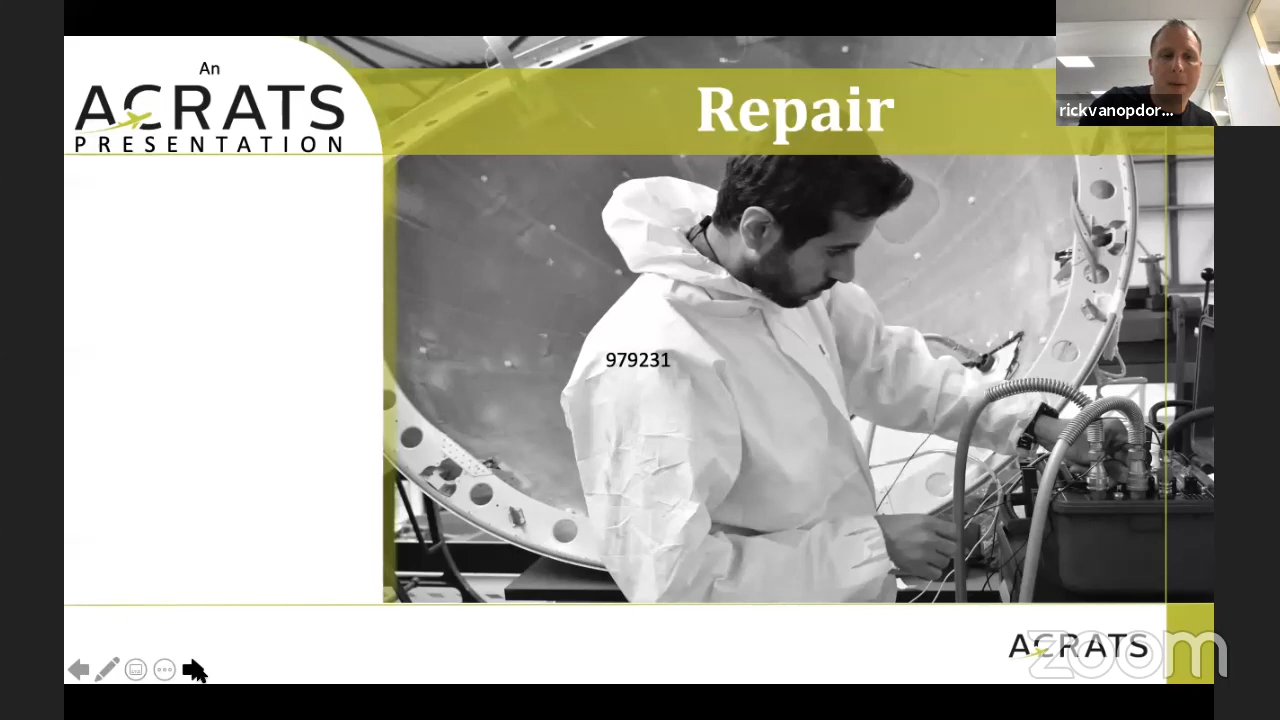 An
ACRATS
PRESENTATION
Repair
rickvanopdor...
979231
ACRATS
zoom